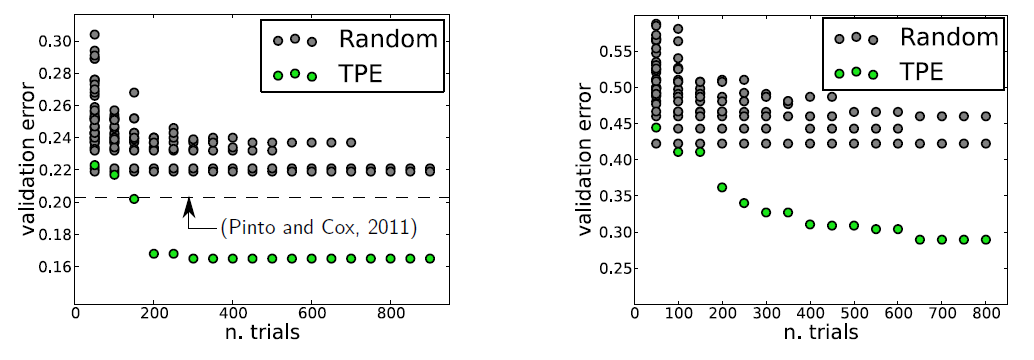 validation error
0.30
0.28
0.26
0.24
0.22
0.20
0.18
0.16
Random
TPE
(Pinto and Cox, 2011)
0 200 400 600 800
n. trials
validation error
0.55
0.50
0.45
0.40
0.35
0.30
0.25
Random
TPE
0 100 200 300 400 500 600 700 800
n. trials